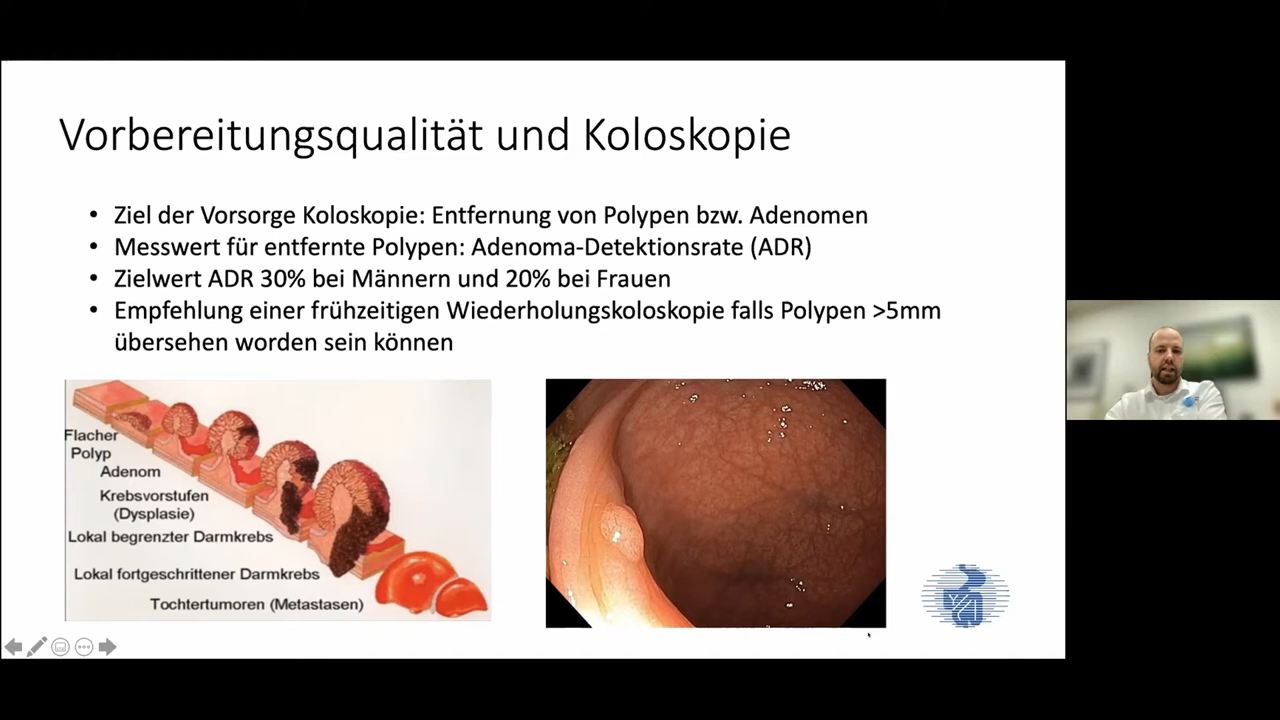 Vorbereitungsqualität und Koloskopie
• Ziel der Vorsorge Koloskopie: Entfernung von Polypen bzw. Adenomen
• Messwert für entfernte Polypen: Adenoma-Detektionsrate (ADR)
• Zielwert ADR 30% bei Männern und 20% bei Frauen
• Empfehlung einer frühzeitigen Wiederholungskoloskopie falls Polypen >5mm
übersehen worden sein können
Flacher
Polyp
Adenom
Krebsvorstufen
(Dysplasie)
Lokal begrenzter Darmkrebs
Lokal fortgeschrittener Darmkrebs
Tochtertumoren (Metastasen)